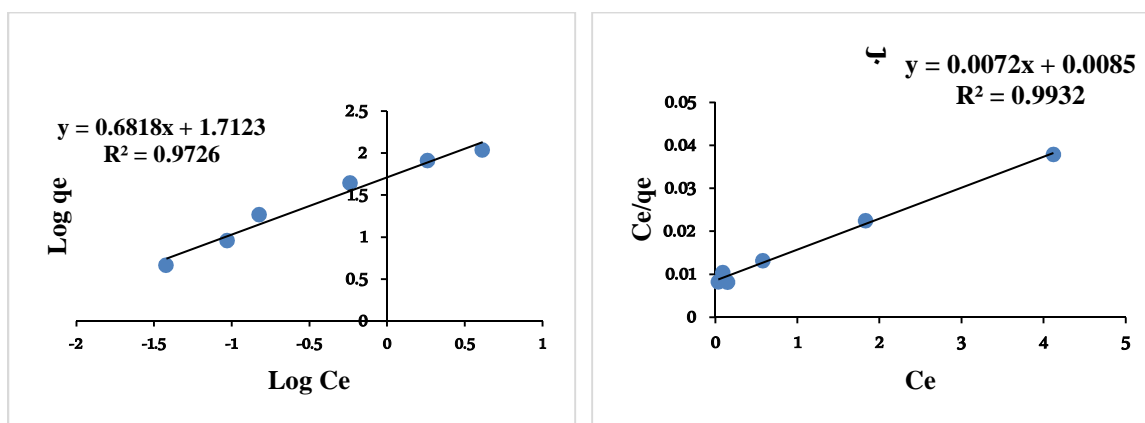 y = 0.6818x + 1.7123
R² = 0.9726
2.5
2
1.5
1
0.5
0
-2 -1.5 -1 -0.5 0 0.5 1
Log qe
Log Ce
ب
y = 0.0072x + 0.0085
R² = 0.9932
0.05
0.04
0.03
0.02
0.01
0
0 1 2 3 4 5
Ce/qe
Ce